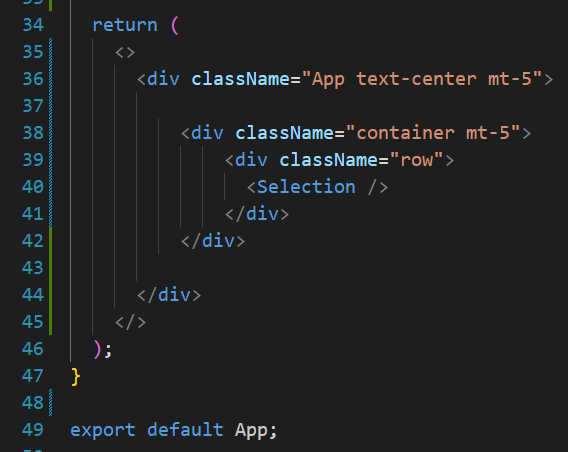 34 return (
35 <>
36 <div className="App text-center mt-5">
37
38 <div className="container mt-5">
39 <div className="row">
40 <Selection />
41 </div>
42 </div>
43
44 </div>
45 </>
46 );
47 }
48
49 export default App;